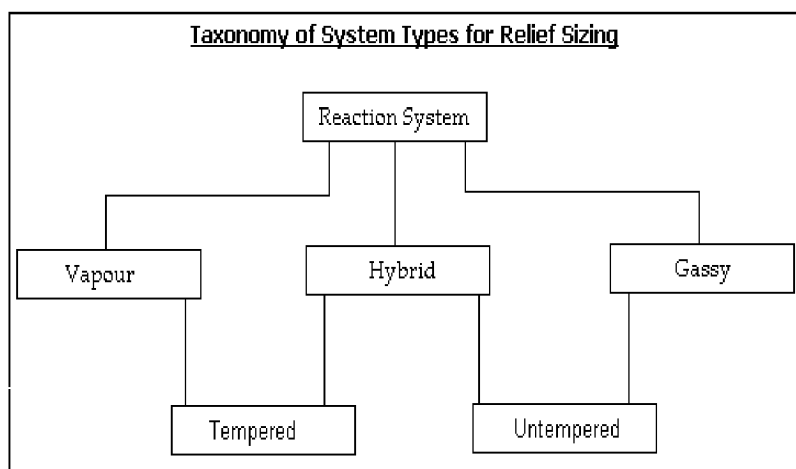 Taxonomy of System Types for Relief Sizing
Reaction System
Vapour
Hybrid
Gassy
Tempered
Untempered